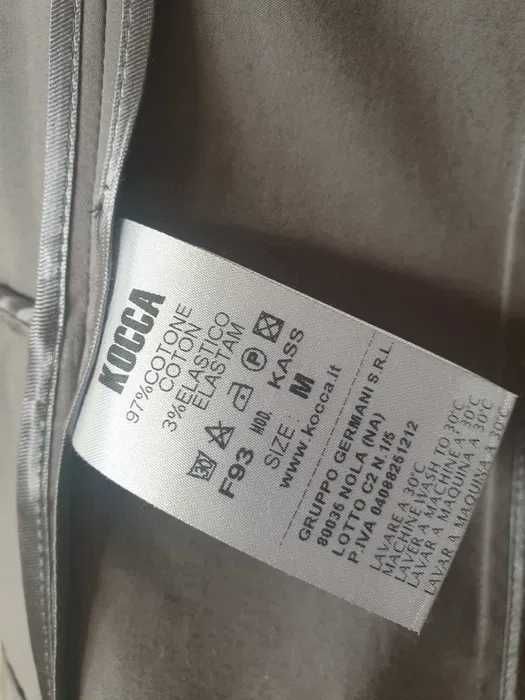 KOCCA
97%COTONE
COTON
3%ELASTICO
ELASTAM
30
F93 MOD. KASS
SIZE: M
www.kocca.it
GRUPPO GERMANI S.R.L.
80035 NOLA (NA)
LOTTO C2 N.1/5
P.IVA 04088251212
LAVARE A 30°C
MACHINE WASH TO 30°C
LAVER A MACHINE A 30°C
LAVAR A MAQUINA A 30°C
LAVAR A MAQUINA A 30°C